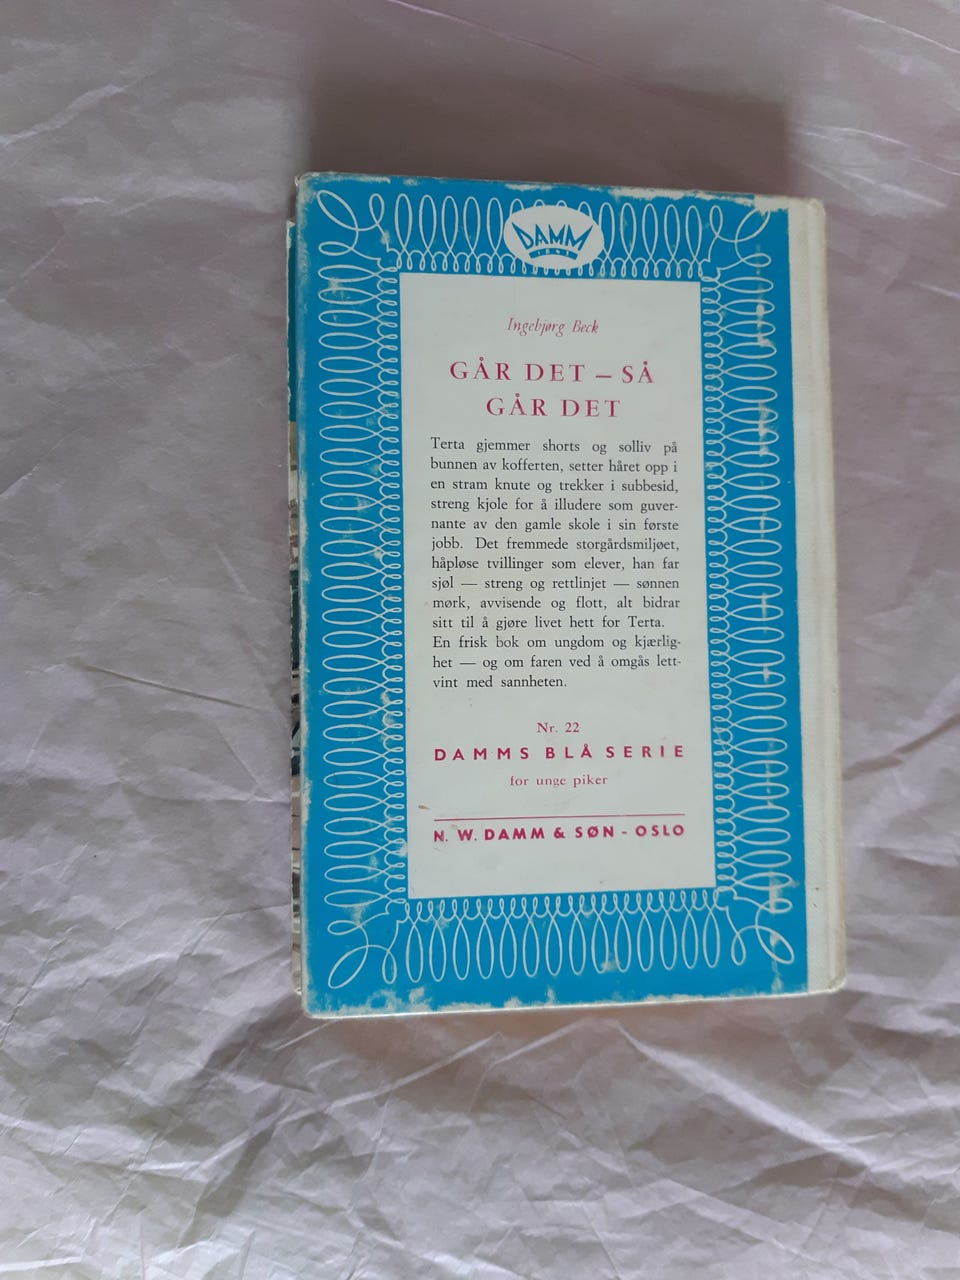 DAMM
1843
Ingebjørg Beck
GÅR DET – SÅ
GÅR DET
Terta gjemmer shorts og solliv på
bunnen av kofferten, setter håret opp i
en stram knute og trekker i subbesid,
streng kjole for å illudere som guver-
nante av den gamle skole i sin første
jobb. Det fremmede storgårdsmiljøet,
håpløse tvillinger som elever, han far
sjøl — streng og rettlinjet — sønnen
mørk, avvisende og flott, alt bidrar
sitt til å gjøre livet hett for Terta.
En frisk bok om ungdom og kjærlig-
het — og om faren ved å omgås lett-
vint med sannheten.
Nr. 22
DAMMS BLÅ SERIE
for unge piker
N. W. DAMM & SØN - OSLO